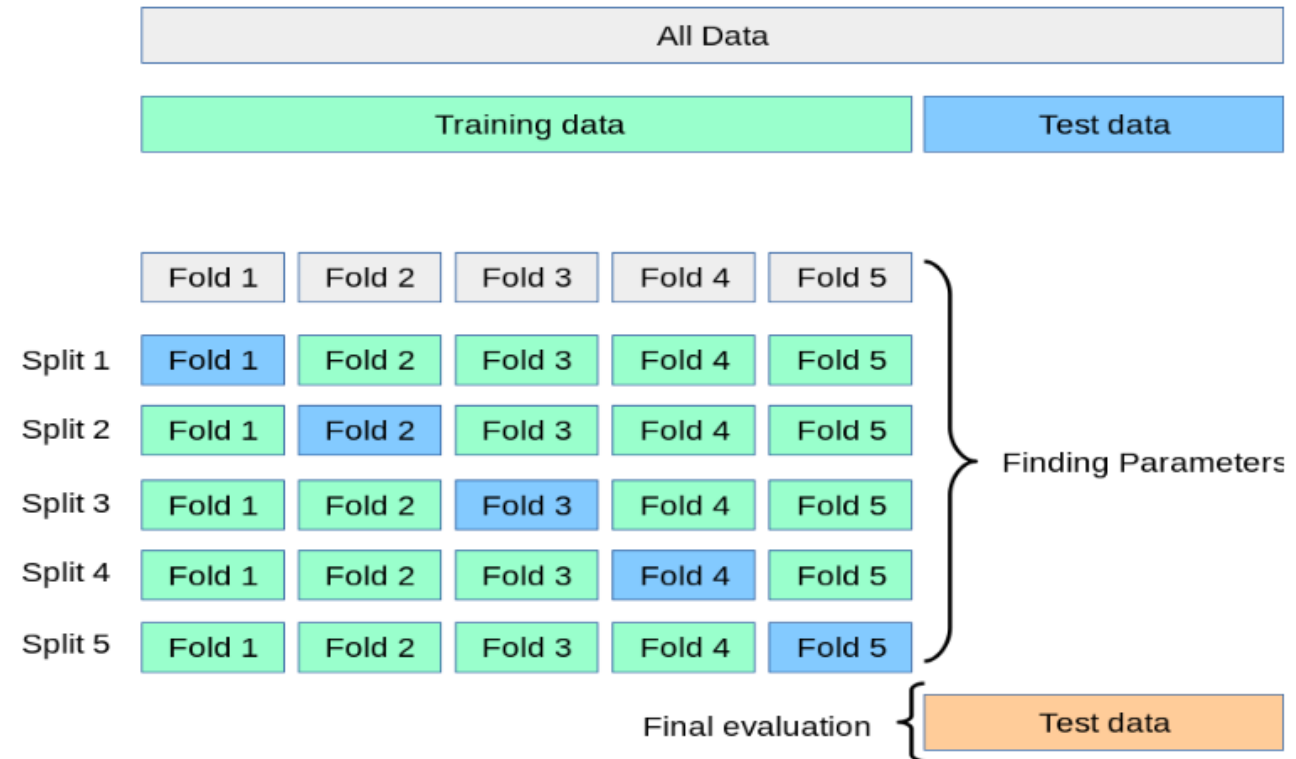 All Data
Training data Test data
Fold 1 Fold 2 Fold 3 Fold 4 Fold 5
Split 1 Fold 1 Fold 2 Fold 3 Fold 4 Fold 5
Split 2 Fold 1 Fold 2 Fold 3 Fold 4 Fold 5
Finding Parameters
Split 3 Fold 1 Fold 2 Fold 3 Fold 4 Fold 5
Split 4 Fold 1 Fold 2 Fold 3 Fold 4 Fold 5
Split 5 Fold 1 Fold 2 Fold 3 Fold 4 Fold 5
Final evaluation Test data